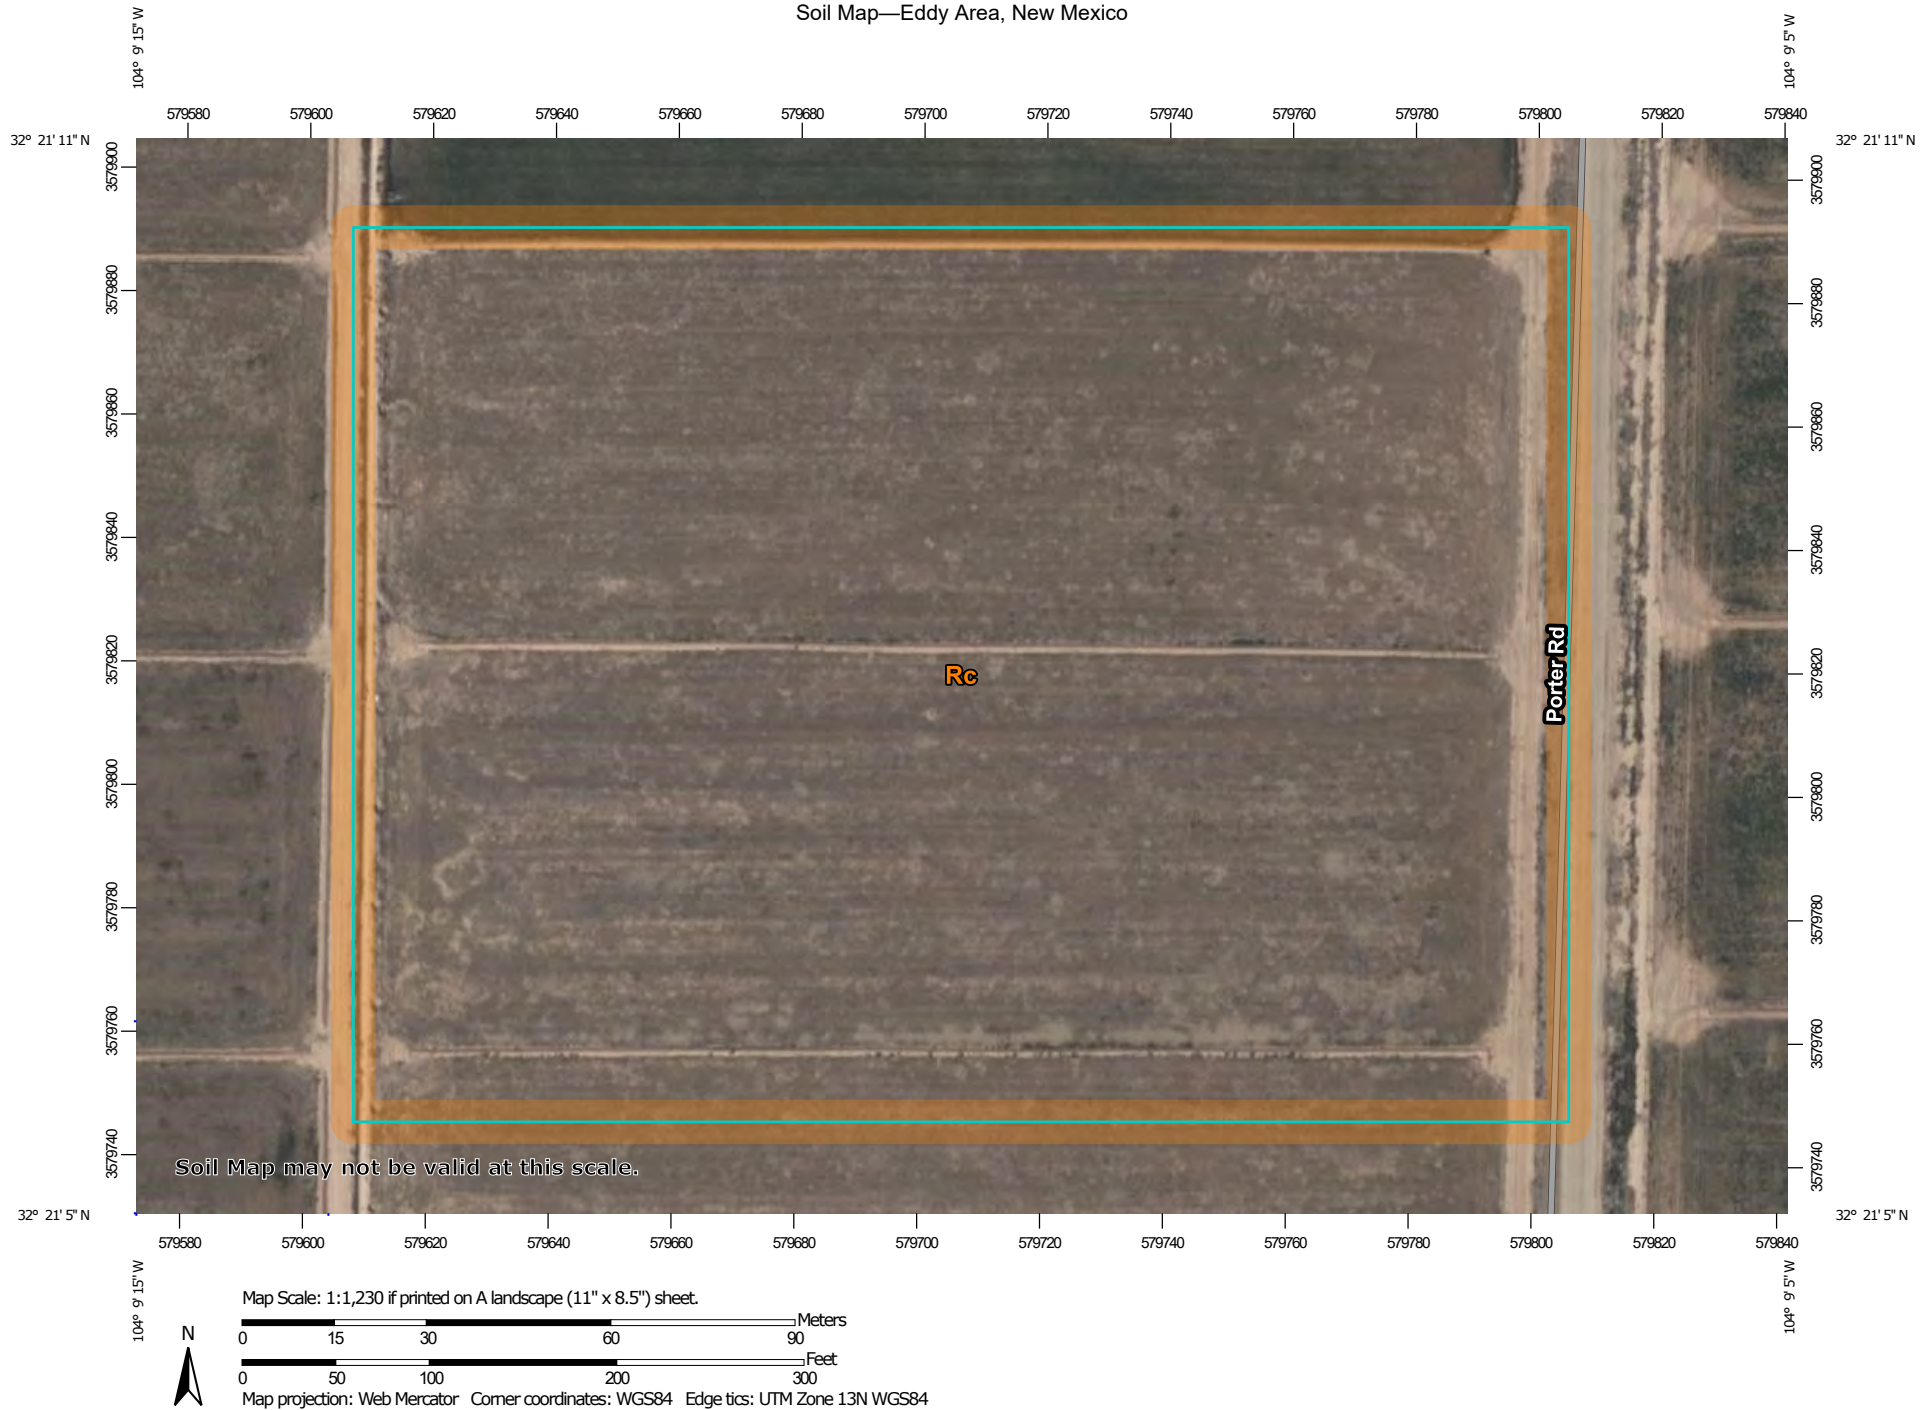 Soil Map—Eddy Area, New Mexico
104° 9' 15" W
104° 9' 5" W
579580 579600 579620 579640 579660 579680 579700 579720 579740 579760 579780 579800 579820 579840
32° 21' 11" N
32° 21' 11" N
3579900
3579880
3579860
3579840
3579820
3579800
3579780
3579760
3579740
Rc
Porter Rd
3579900
3579880
3579860
3579840
3579820
3579800
3579780
3579760
3579740
Soil Map may not be valid at this scale.
32° 21' 5" N
32° 21' 5" N
579580 579600 579620 579640 579660 579680 579700 579720 579740 579760 579780 579800 579820 579840
104° 9' 15" W
104° 9' 5" W
Map Scale: 1:1,230 if printed on A landscape (11" x 8.5") sheet.
Meters
0 15 30 60 90
N
Feet
0 50 100 200 300
Map projection: Web Mercator Corner coordinates: WGS84 Edge tics: UTM Zone 13N WGS84